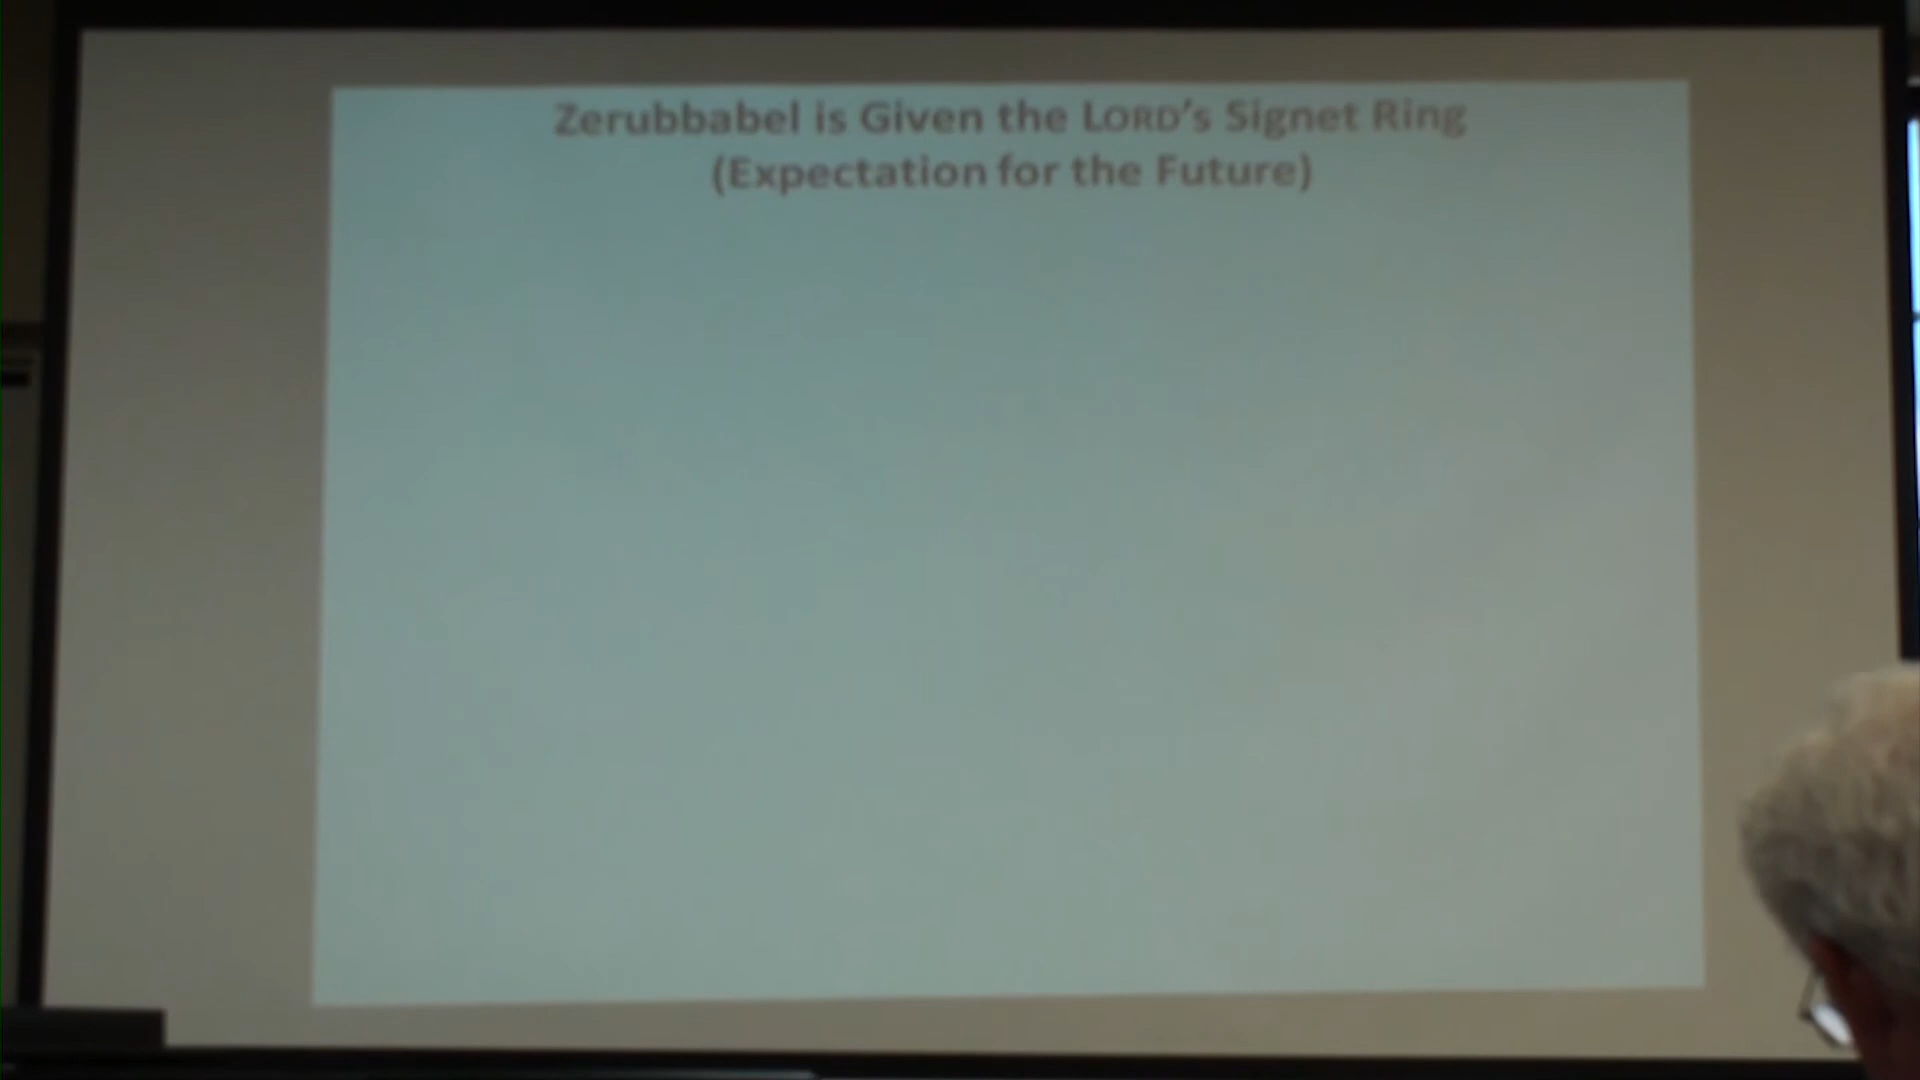 Zerubbabel is Given the LORD's Signet Ring
(Expectation for the Future)